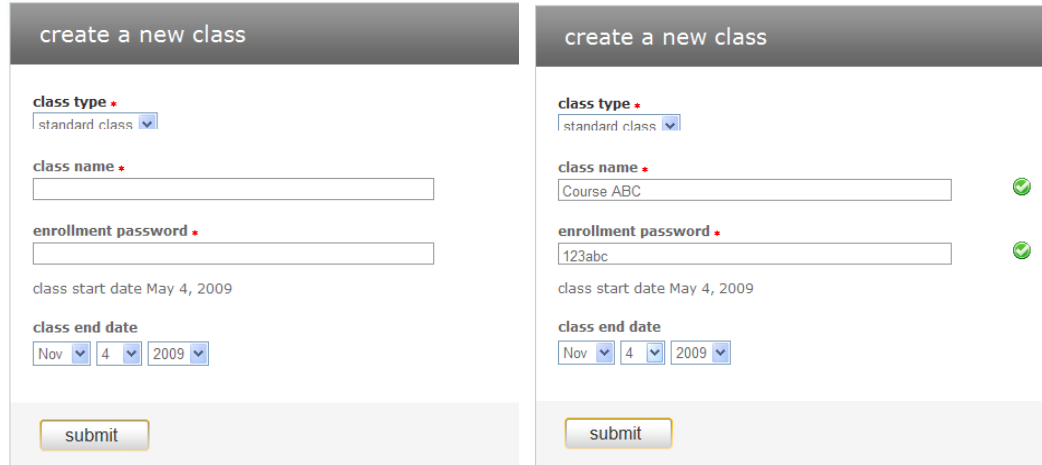 create a new class
class type *
standard class
class name *
enrollment password *
class start date May 4, 2009
class end date
Nov 4 2009
submit
create a new class
class type *
standard class
class name *
Course ABC
enrollment password *
123abc
class start date May 4, 2009
class end date
Nov 4 2009
submit